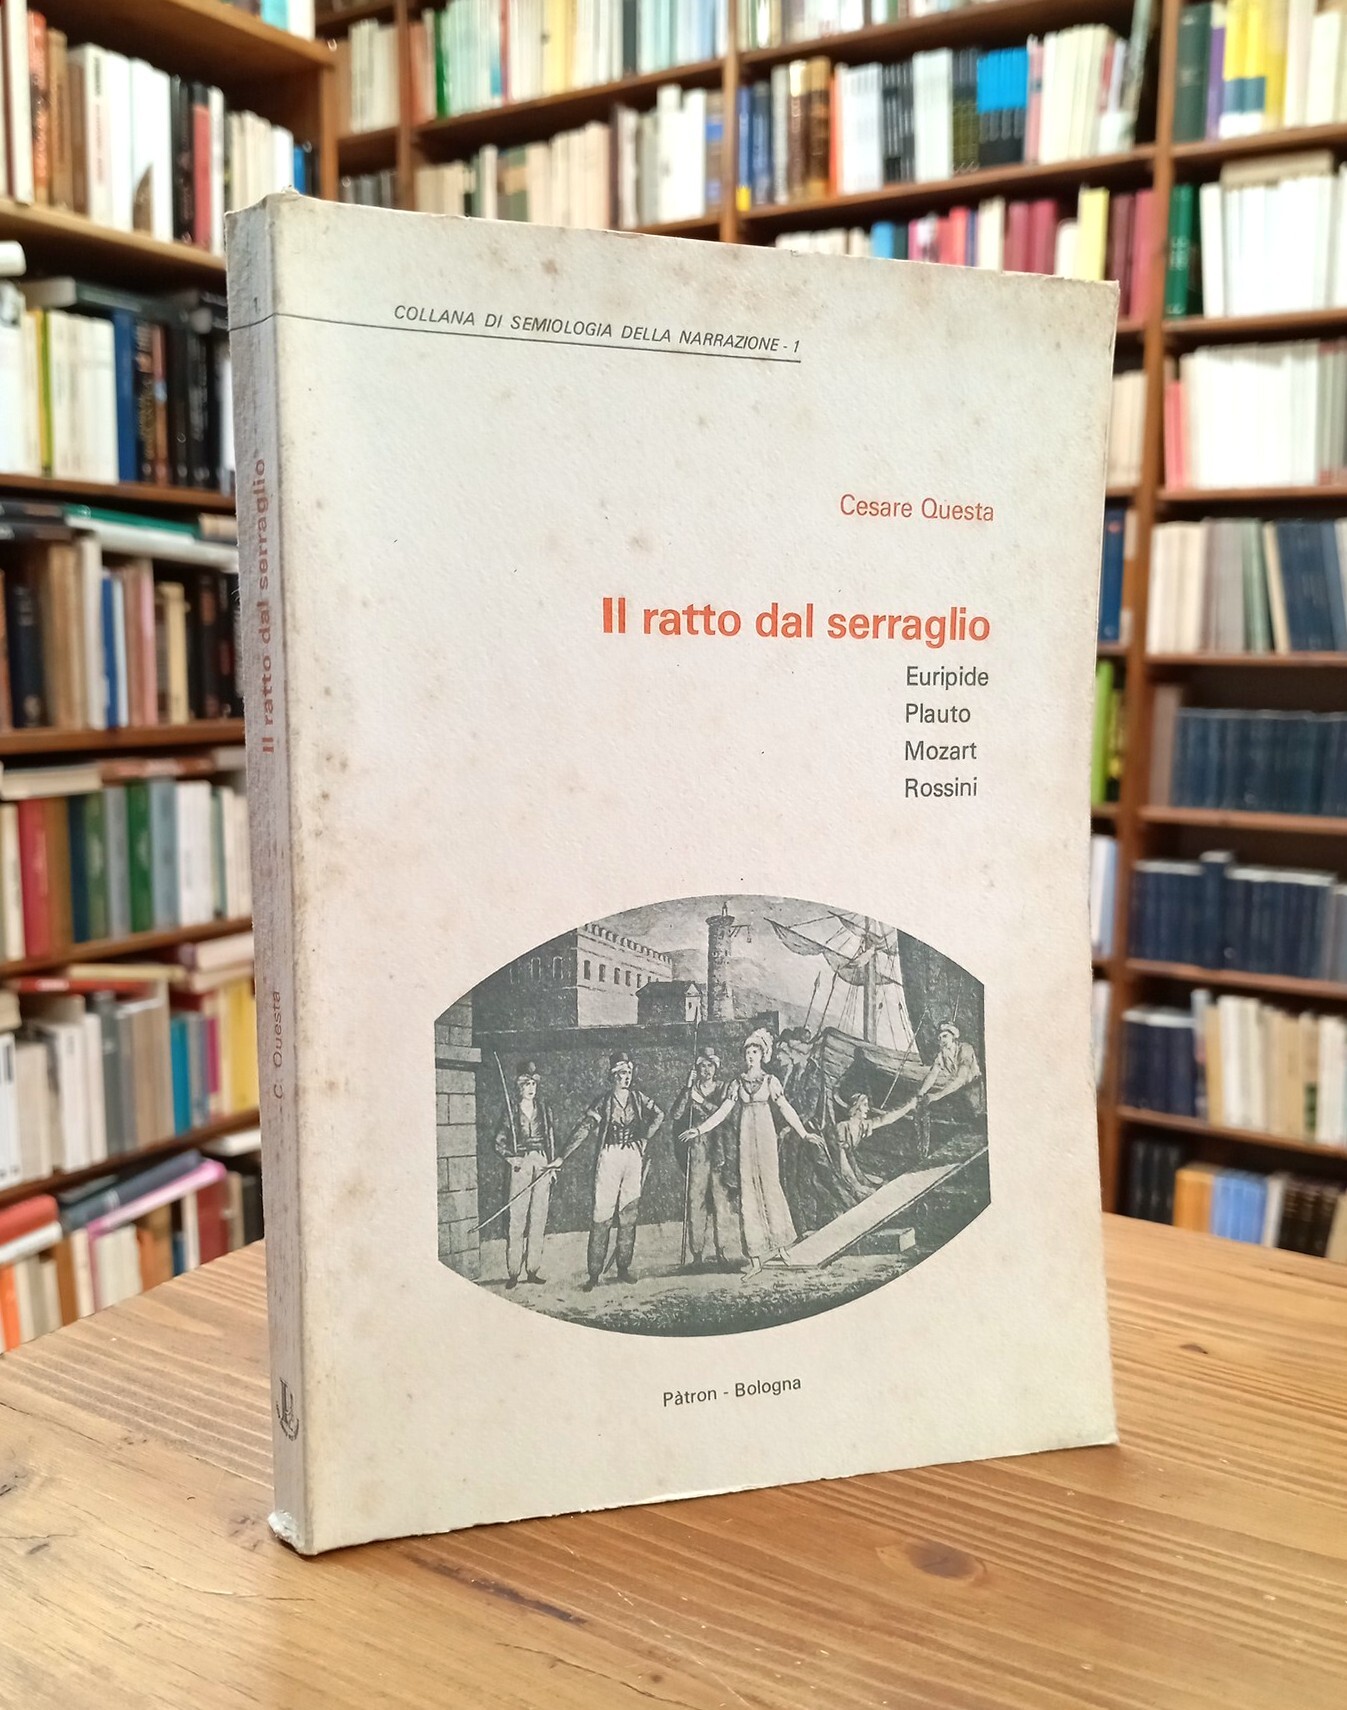 COLLANA DI SEMIOLOGIA DELLA NARRAZIONE - 1
Cesare Questa
Il ratto dal serraglio
Euripide
Plauto
Mozart
Rossini
Pàtron - Bologna
1
Il ratto dal serraglio
C. Questa